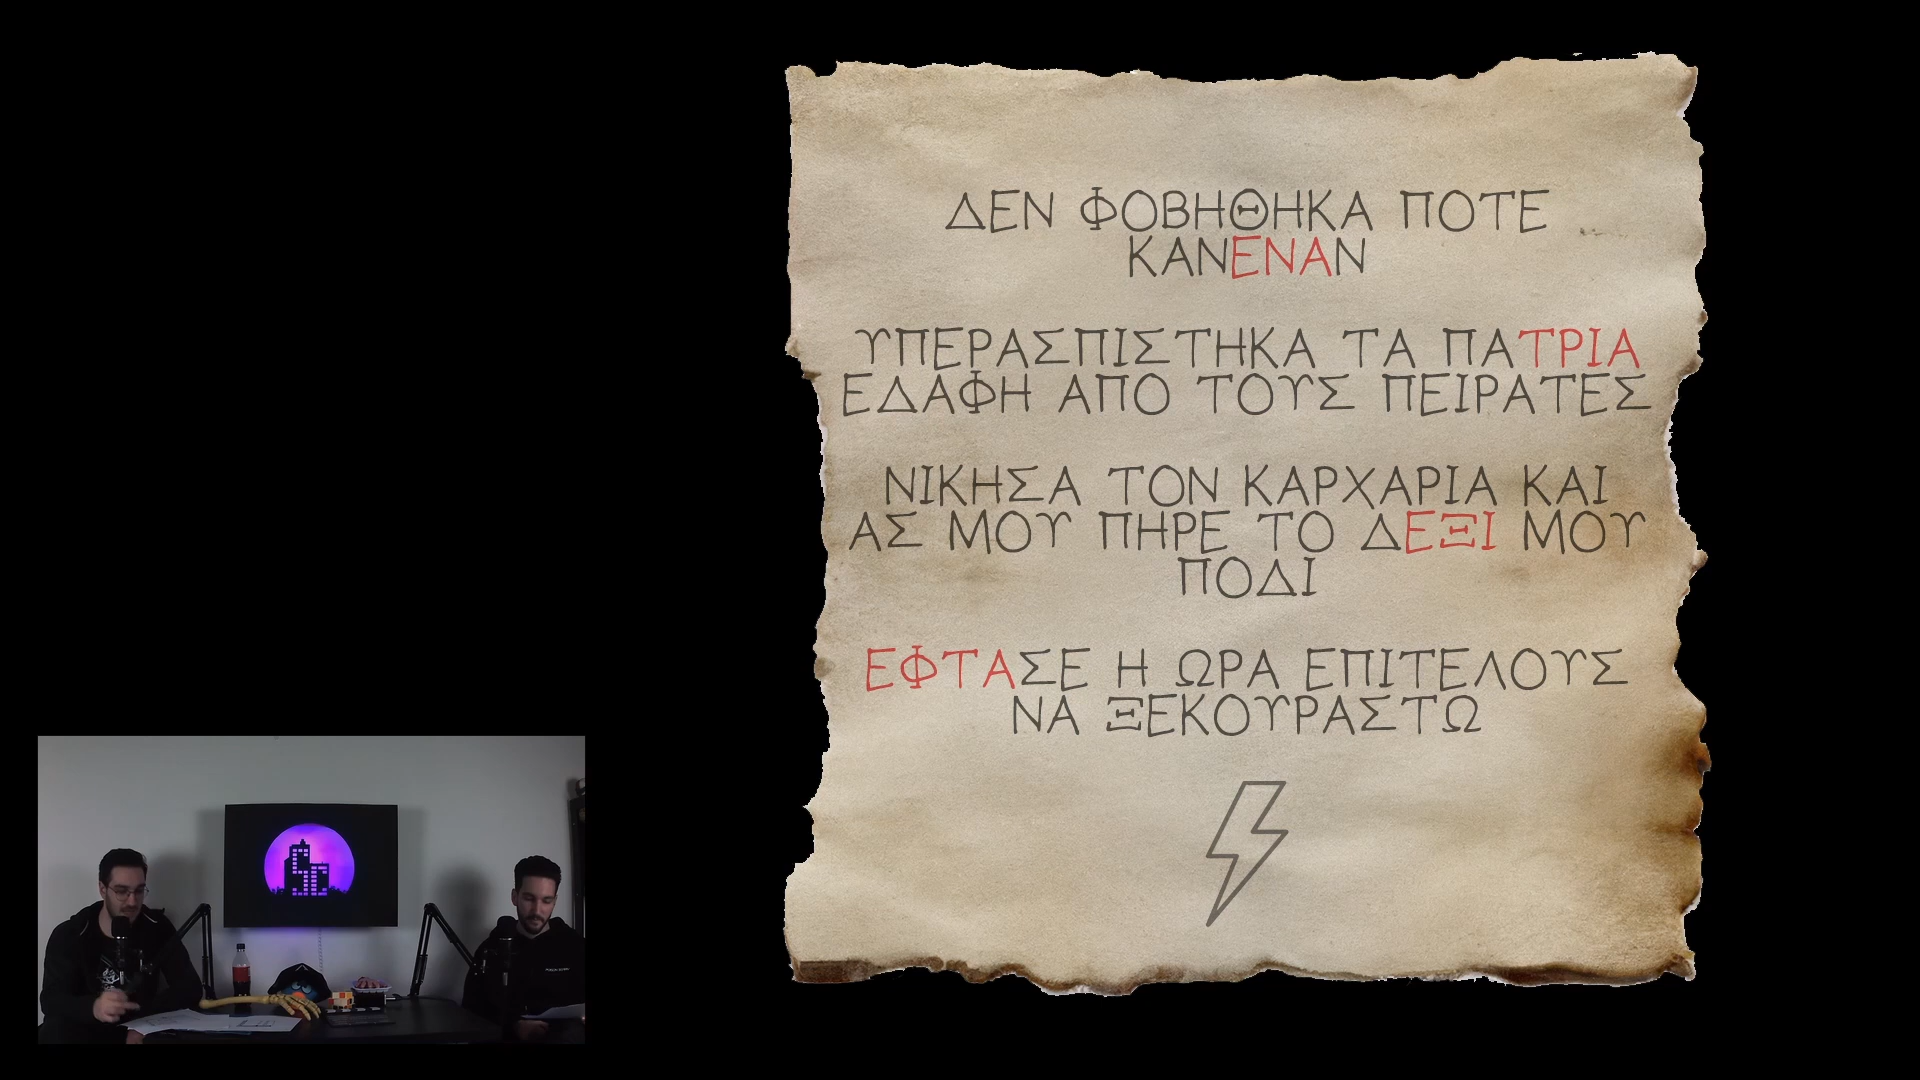 ΔΕΝ ΦΟΒΗΘΗΚΑ ΠΟΤΕ
ΚΑΝΕΝΑΝ
ΥΠΕΡΑΣΠΙΣΤΗΚΑ ΤΑ ΠΑΤΡΙΑ
ΕΔΑΦΗ ΑΠΟ ΤΟΥΣ ΠΕΙΡΑΤΕΣ
ΝΙΚΗΣΑ ΤΟΝ ΚΑΡΧΑΡΙΑ ΚΑΙ
ΑΣ ΜΟΥ ΠΗΡΕ ΤΟ ΔΕΞΙ ΜΟΥ
ΠΟΔΙ
ΕΦΤΑΣΕ Η ΩΡΑ ΕΠΙΤΕΛΟΥΣ
ΝΑ ΞΕΚΟΥΡΑΣΤΩ